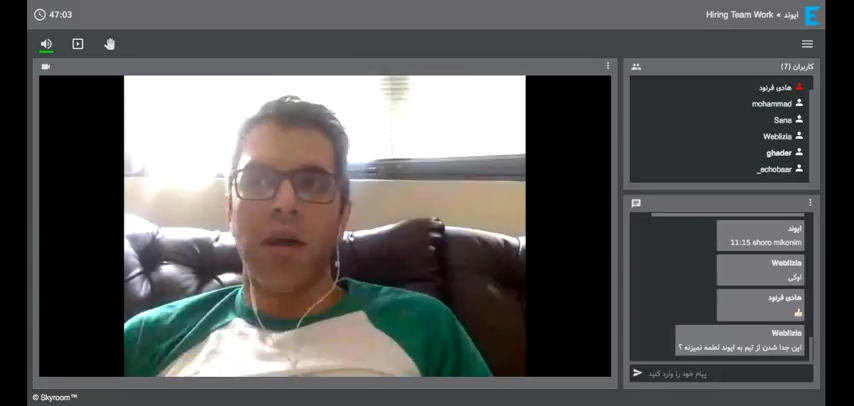 47:03
ایوند » Hiring Team Work
کاربران (7)
هادی فرنود
mohammad
Sana
Weblizia
ghader
_echobaar
ایوند
11:15 shoro mikonim
Weblizia
اوکی
هادی فرنود
Weblizia
این جدا شدن از تیم به ایوند لطمه نمیزنه ؟
پیام خود را وارد کنید
© Skyroom™